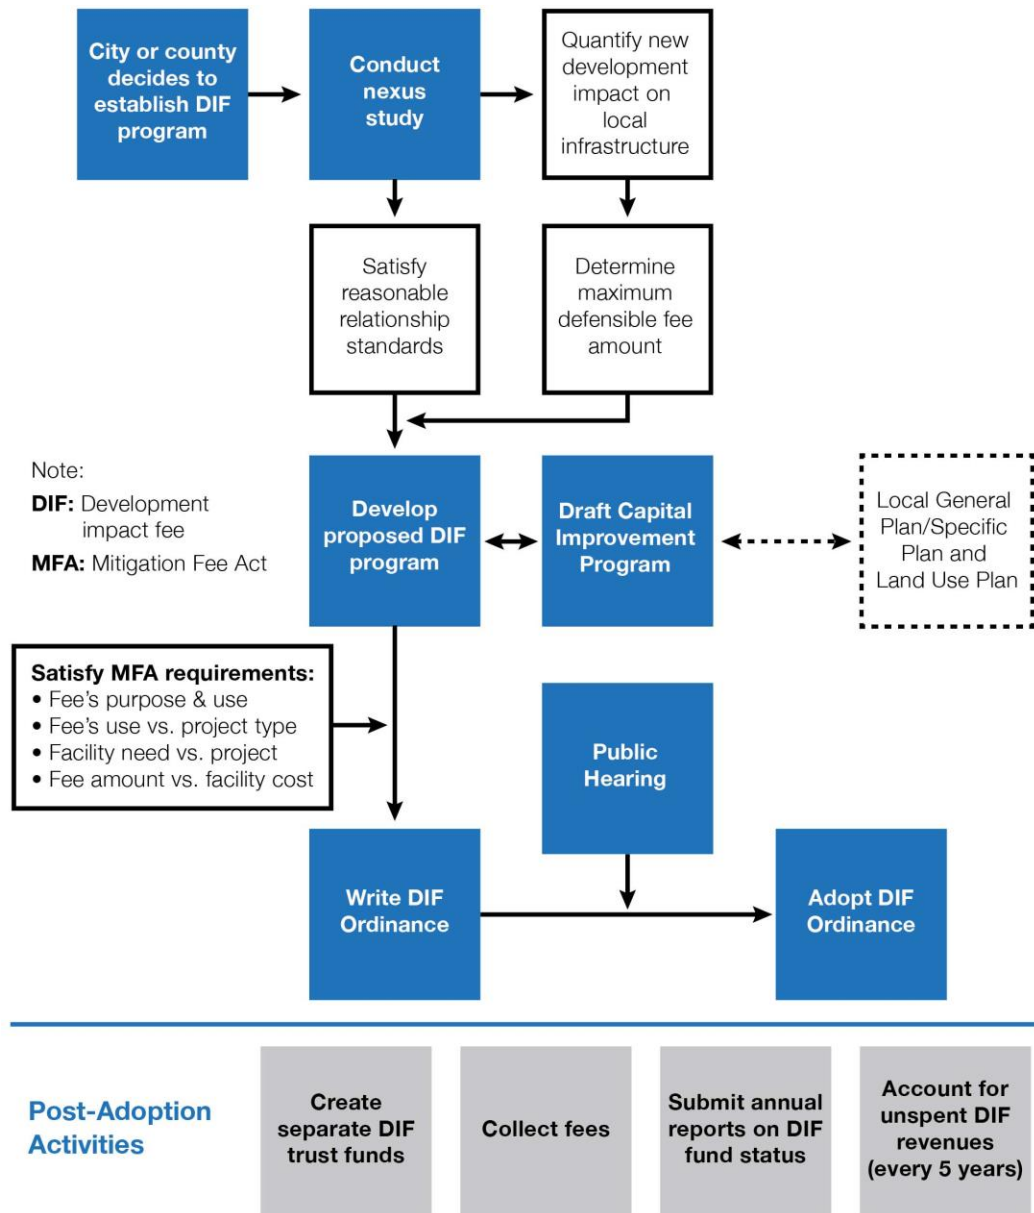 City or county
decides to
establish DIF
program
Conduct
nexus
study
Quantify new
development
impact on
local
infrastructure
Satisfy
reasonable
relationship
standards
Determine
maximum
defensible fee
amount
Note:
DIF: Development
impact fee
MFA: Mitigation Fee Act
Develop
proposed DIF
program
Draft Capital
Improvement
Program
Local General
Plan/Specific
Plan and
Land Use Plan
Satisfy MFA requirements:
• Fee's purpose & use
• Fee's use vs. project type
• Facility need vs. project
• Fee amount vs. facility cost
Public
Hearing
Write DIF
Ordinance
Adopt DIF
Ordinance
Post-Adoption
Activities
Create
separate DIF
trust funds
Collect fees
Submit annual
reports on DIF
fund status
Account for
unspent DIF
revenues
(every 5 years)